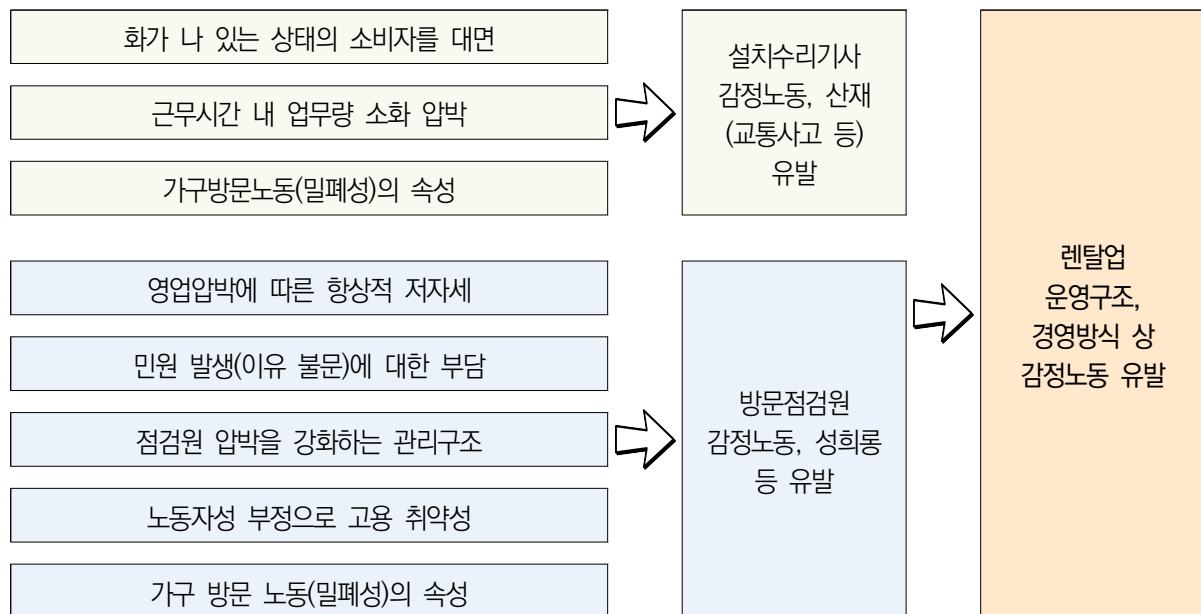 화가 나 있는 상태의 소비자를 대면
근무시간 내 업무량 소화 압박
가구방문노동(밀폐성)의 속성
설치수리기사
감정노동, 산재
(교통사고 등)
유발
영업압박에 따른 항상적 저자세
민원 발생(이유 불문)에 대한 부담
점검원 압박을 강화하는 관리구조
노동자성 부정으로 고용 취약성
가구 방문 노동(밀폐성)의 속성
방문점검원
감정노동, 성희롱
등 유발
렌탈업
운영구조,
경영방식 상
감정노동 유발